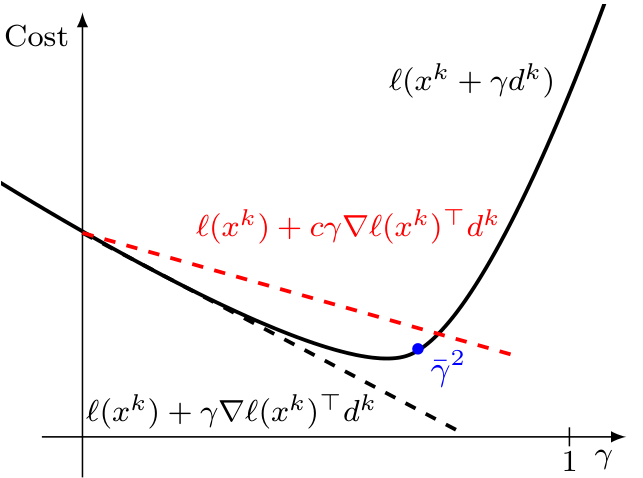 Cost
ℓ(x^k + γd^k)
ℓ(x^k) + cγ∇ℓ(x^k)^⊤d^k
γ̄^2
ℓ(x^k) + γ∇ℓ(x^k)^⊤d^k
1
γ